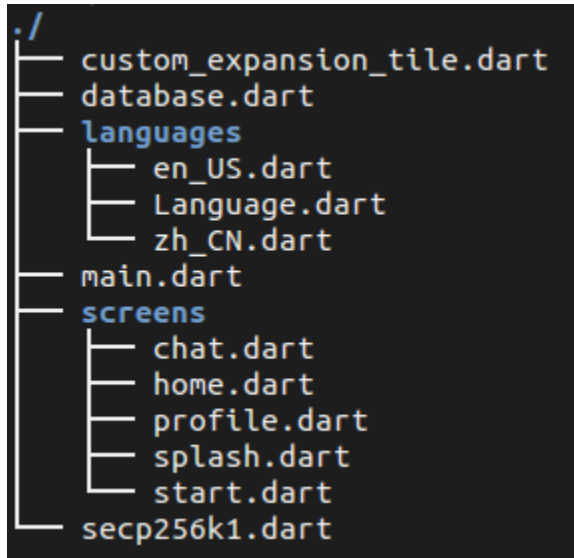 ./
custom_expansion_tile.dart
database.dart
languages
en_US.dart
Language.dart
zh_CN.dart
main.dart
screens
chat.dart
home.dart
profile.dart
splash.dart
start.dart
secp256k1.dart